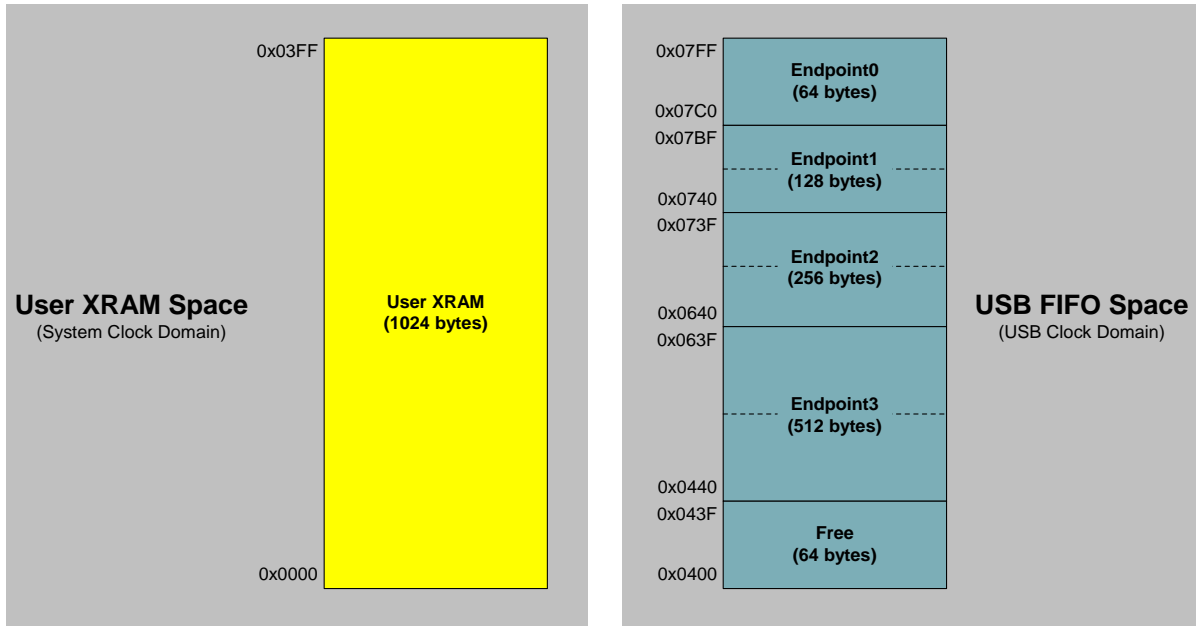 0x03FF
User XRAM Space
(System Clock Domain)
User XRAM
(1024 bytes)
0x0000
0x07FF
Endpoint0
(64 bytes)
0x07C0
0x07BF
Endpoint1
(128 bytes)
0x0740
0x073F
Endpoint2
(256 bytes)
0x0640
0x063F
Endpoint3
(512 bytes)
0x0440
0x043F
Free
(64 bytes)
0x0400
USB FIFO Space
(USB Clock Domain)